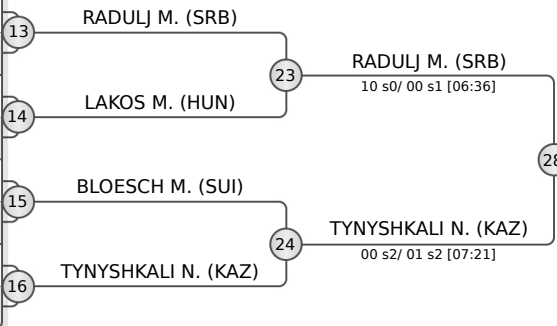 13
RADULJ M. (SRB)
14
LAKOS M. (HUN)
23
RADULJ M. (SRB)
10 s0/ 00 s1 [06:36]
15
BLOESCH M. (SUI)
16
TYNYSHKALI N. (KAZ)
24
TYNYSHKALI N. (KAZ)
00 s2/ 01 s2 [07:21]
28